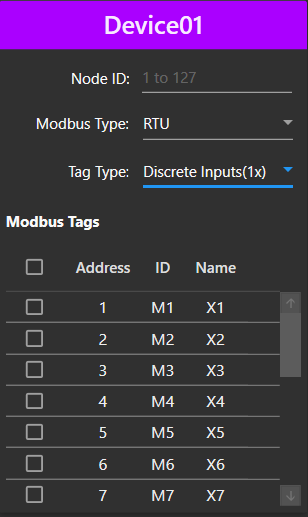 Device01
Node ID: 1 to 127
Modbus Type: RTU
Tag Type: Discrete Inputs(1x)
Modbus Tags
Address ID Name
1 M1 X1
2 M2 X2
3 M3 X3
4 M4 X4
5 M5 X5
6 M6 X6
7 M7 X7